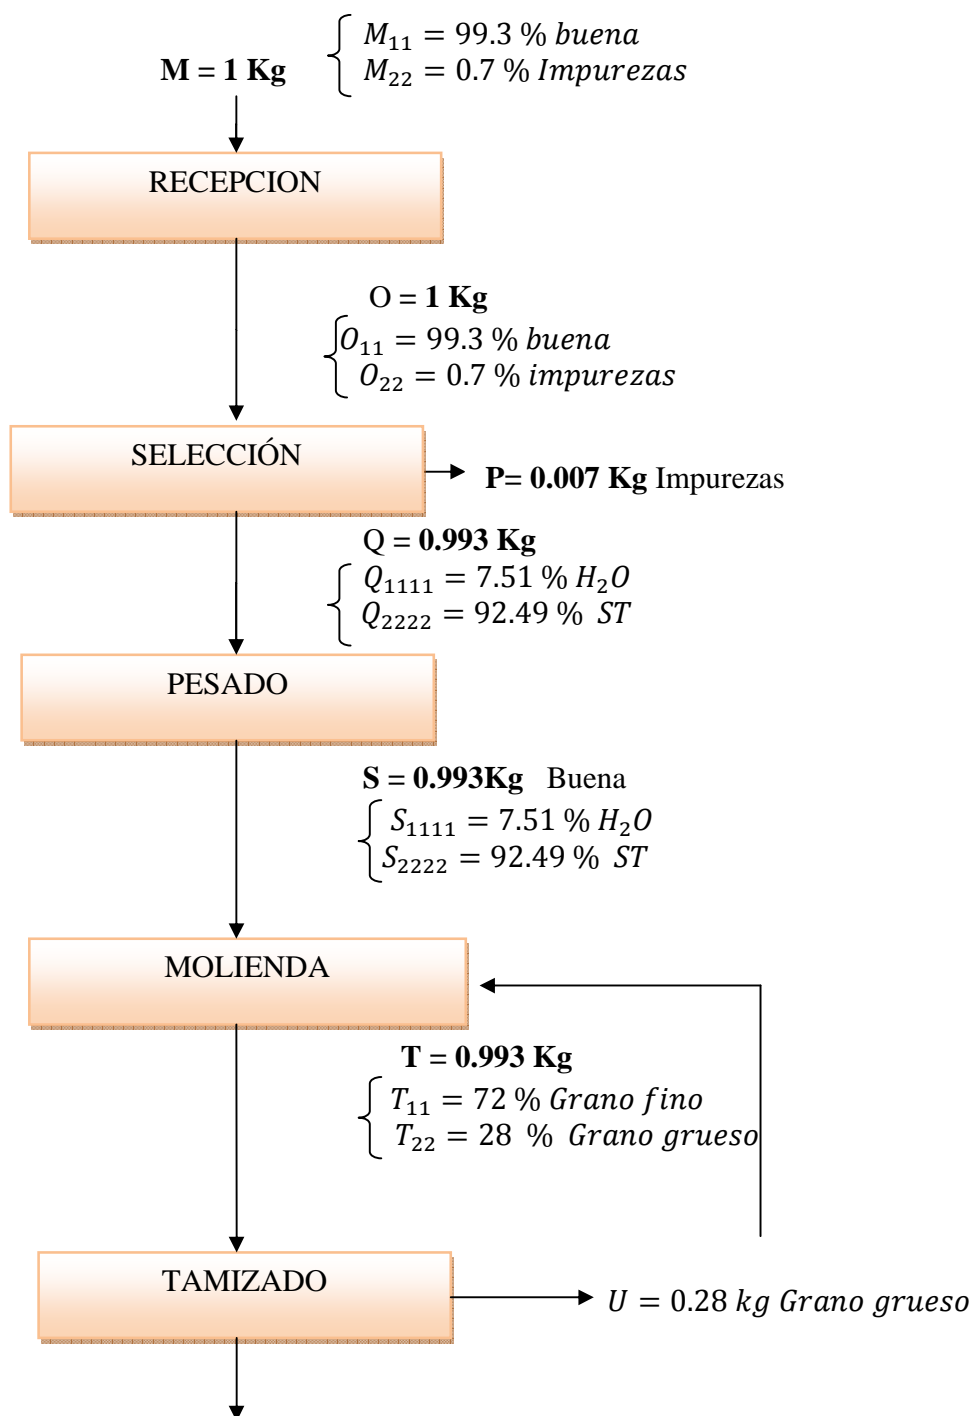 M₁₁ = 99.3 % buena
M = 1 Kg
M₂₂ = 0.7 % Impurezas
RECEPCION
O = 1 Kg
O₁₁ = 99.3 % buena
O₂₂ = 0.7 % impurezas
SELECCIÓN
P= 0.007 Kg Impurezas
Q = 0.993 Kg
Q₁₁₁₁ = 7.51 % H₂O
Q₂₂₂₂ = 92.49 % ST
PESADO
S = 0.993Kg Buena
S₁₁₁₁ = 7.51 % H₂O
S₂₂₂₂ = 92.49 % ST
MOLIENDA
T = 0.993 Kg
T₁₁ = 72 % Grano fino
T₂₂ = 28 % Grano grueso
TAMIZADO
U = 0.28 kg Grano grueso